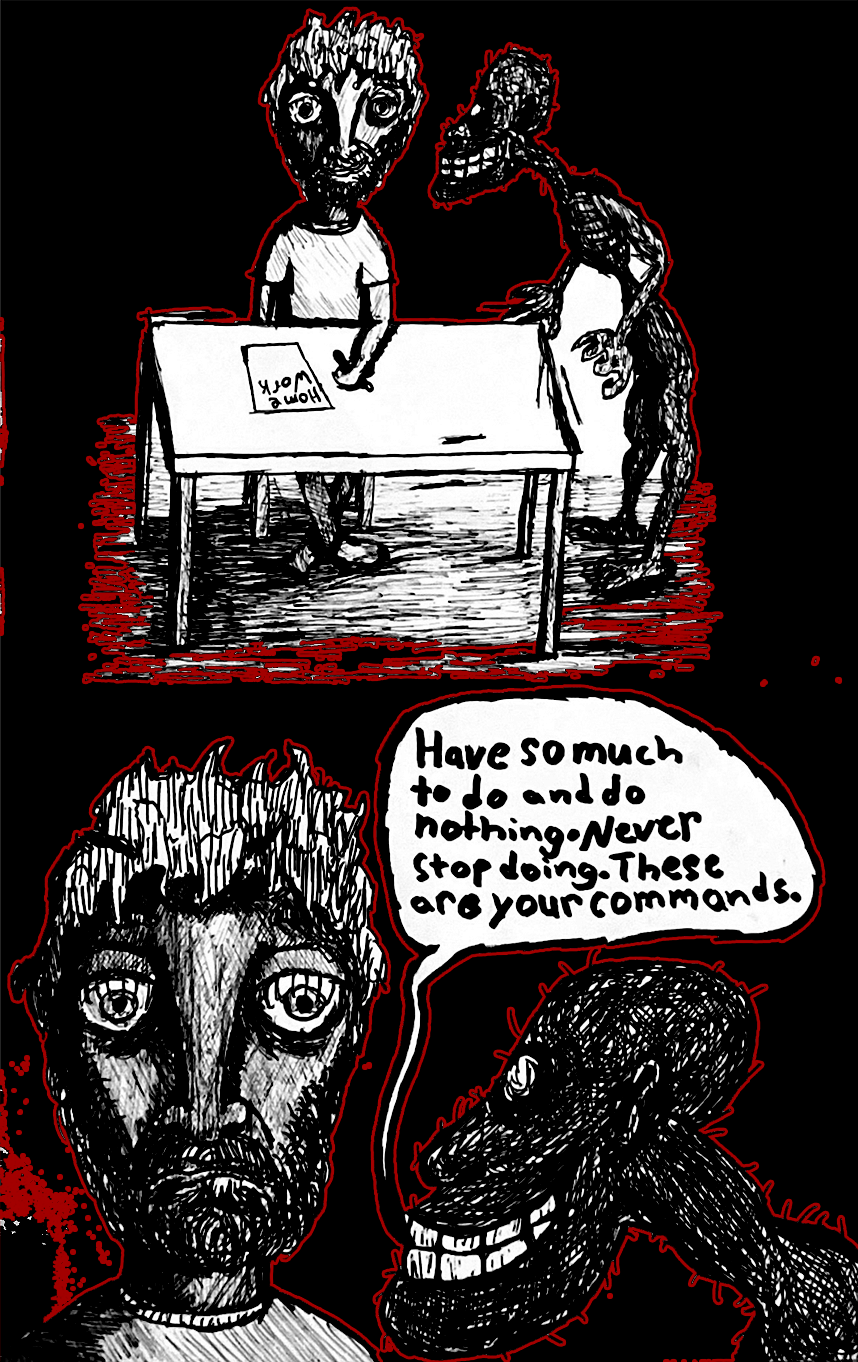 Home
Work
Have so much
to do and do
nothing. Never
stop doing. These
are your commands.